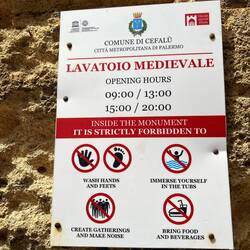 COMUNE DI CEFALÙ
CITTÀ METROPOLITANA DI PALERMO
LAVATOIO MEDIEVALE
OPENING HOURS
09:00 / 13:00
15:00 / 20:00
INSIDE THE MONUMENT
IT IS STRICTLY FORBIDDEN TO
WASH HANDS
AND FEETS
IMMERSE YOURSELF
IN THE TUBS
CREATE GATHERINGS
AND MAKE NOISE
BRING FOOD
AND BEVERAGES